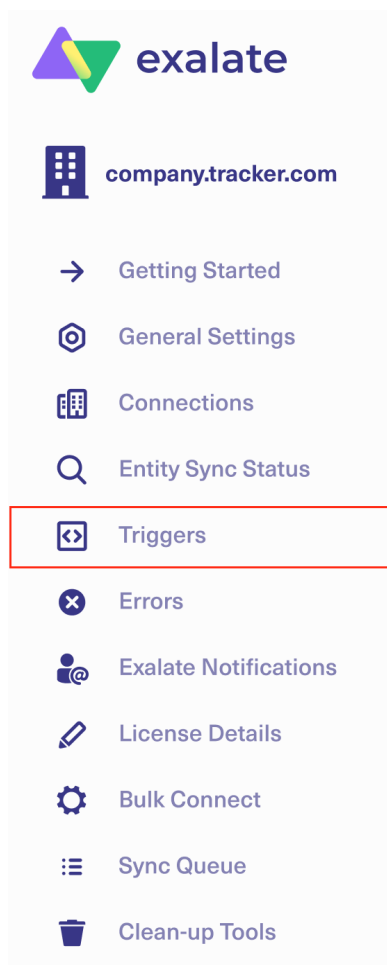 exalate
company.tracker.com
Getting Started
General Settings
Connections
Entity Sync Status
Triggers
Errors
Exalate Notifications
License Details
Bulk Connect
Sync Queue
Clean-up Tools